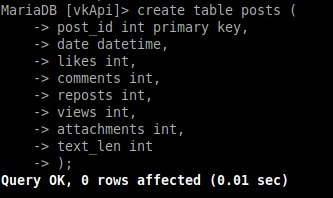 MariaDB [vkApi]> create table posts (
    -> post_id int primary key,
    -> date datetime,
    -> likes int,
    -> comments int,
    -> reposts int,
    -> views int,
    -> attachments int,
    -> text_len int
    -> );
Query OK, 0 rows affected (0.01 sec)